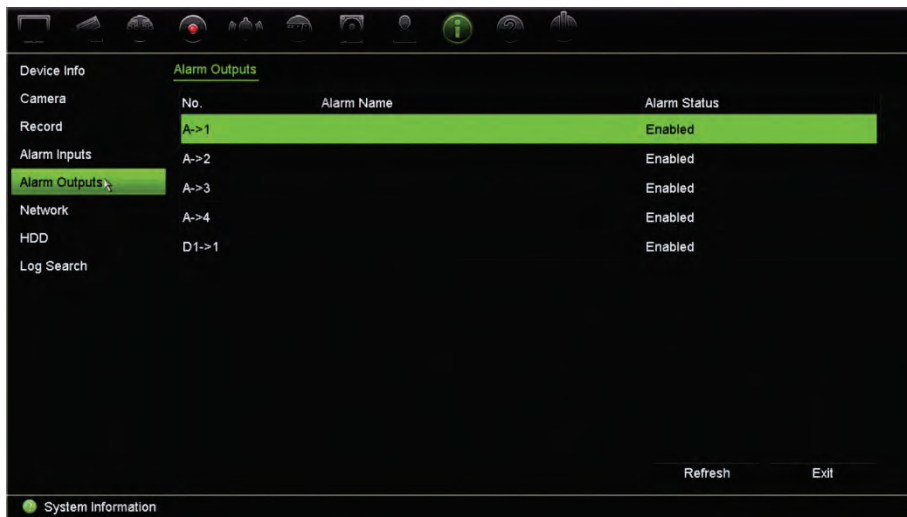 Device Info
Camera
Record
Alarm Inputs
Alarm Outputs
Network
HDD
Log Search
Alarm Outputs
No. Alarm Name Alarm Status
A->1 Enabled
A->2 Enabled
A->3 Enabled
A->4 Enabled
D1->1 Enabled
Refresh Exit
System Information